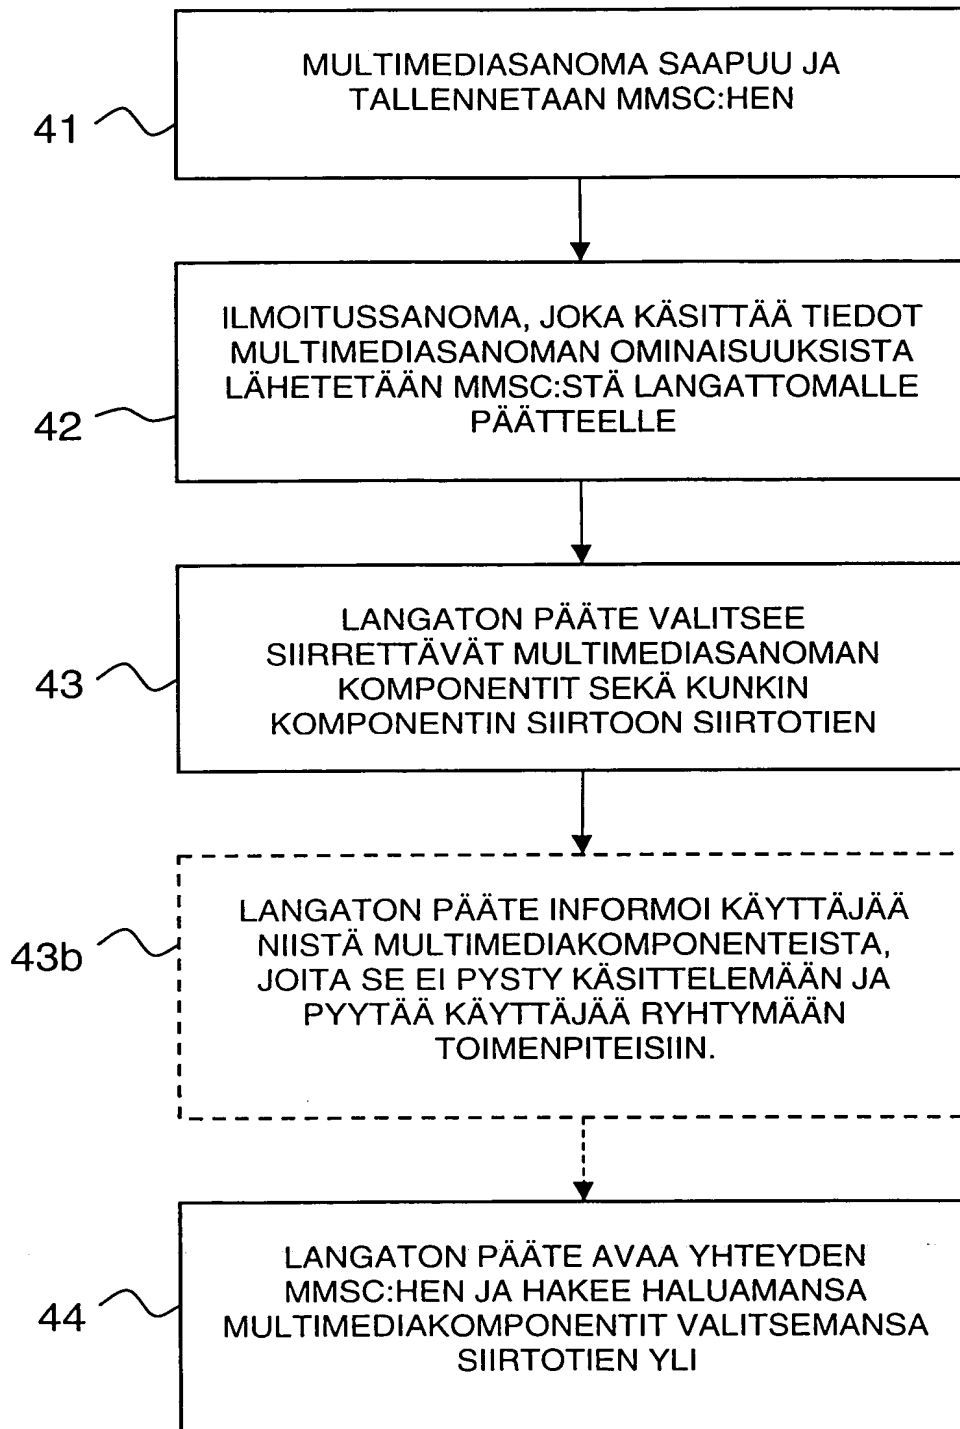 41
MULTIMEDIASANOMA SAAPUU JA
TALLENNETAAN MMSC:HEN
42
ILMOITUSSANOMA, JOKA KÄSITTÄÄ TIEDOT
MULTIMEDIASANOMAN OMINAISUUKSISTA
LÄHETETÄÄN MMSC:STÄ LANGATTOMALLE
PÄÄTTEELLE
43
LANGATON PÄÄTE VALITSEE
SIIRRETTÄVÄT MULTIMEDIASANOMAN
KOMPONENTIT SEKÄ KUNKIN
KOMPONENTIN SIIRTOON SIIRTOTIEN
43b
LANGATON PÄÄTE INFORMOI KÄYTTÄJÄÄ
NIISTÄ MULTIMEDIAKOMPONENTEISTA,
JOITA SE EI PYSTY KÄSITTELEMÄÄN JA
PYYTÄÄ KÄYTTÄJÄÄ RYHTYMÄÄN
TOIMENPITEISIIN.
44
LANGATON PÄÄTE AVAA YHTEYDEN
MMSC:HEN JA HAKEE HALUAMANSA
MULTIMEDIAKOMPONENTIT VALITSEMANSA
SIIRTOTIEN YLI